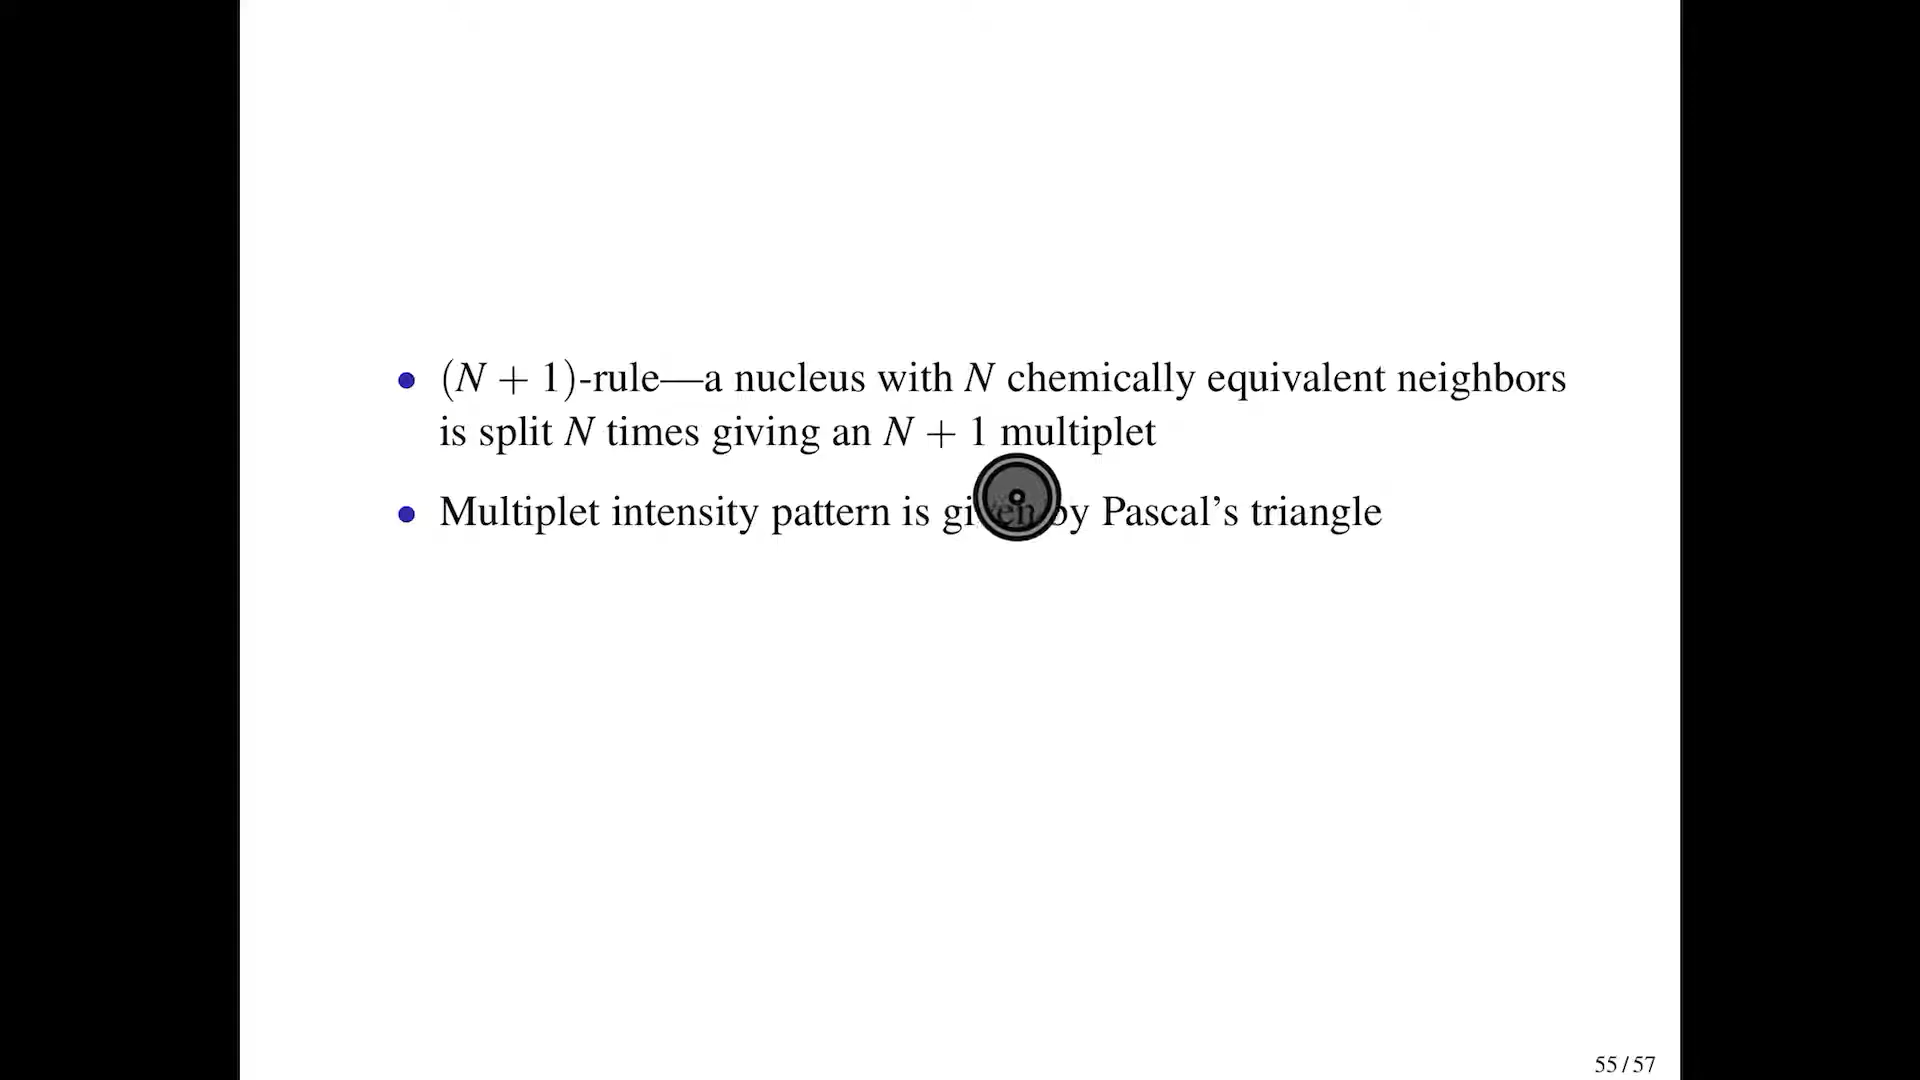 • (N + 1)-rule—a nucleus with N chemically equivalent neighbors
is split N times giving an N + 1 multiplet
• Multiplet intensity pattern is given by Pascal’s triangle
55 / 57